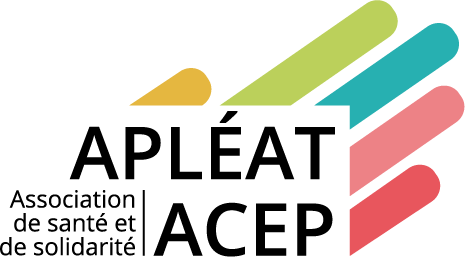 APLÉAT
Association
de santé et
de solidarité
ACEP